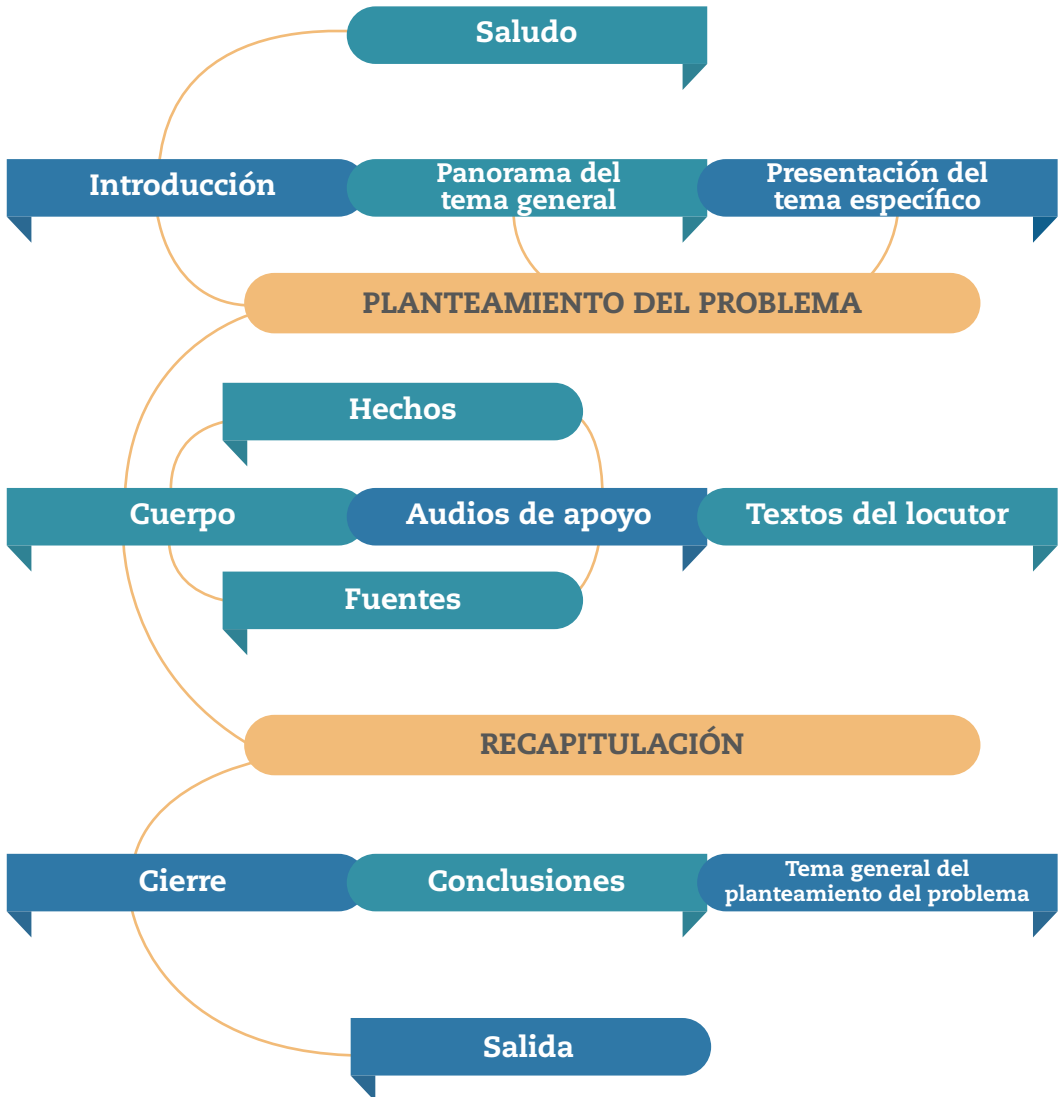 Saludo
Introducción
Panorama del
tema general
Presentación del
tema específico
PLANTEAMIENTO DEL PROBLEMA
Hechos
Cuerpo
Audios de apoyo
Textos del locutor
Fuentes
RECAPITULACIÓN
Cierre
Conclusiones
Tema general del
planteamiento del problema
Salida